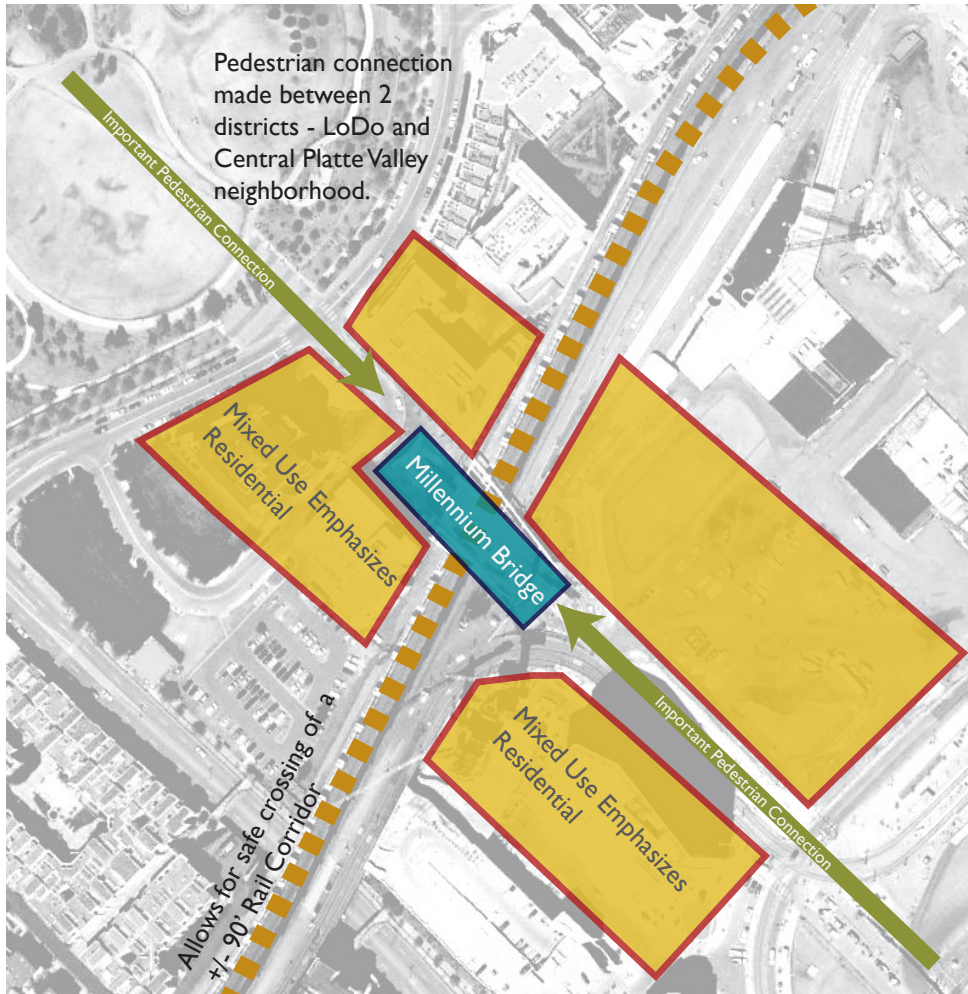 Pedestrian connection
made between 2
districts - LoDo and
Central Platte Valley
neighborhood.
Important Pedestrian Connection
Mixed Use Emphasizes
Residential
Millennium Bridge
Important Pedestrian Connection
Mixed Use Emphasizes
Residential
Allows for safe crossing of a
+/- 90' Rail Corridor